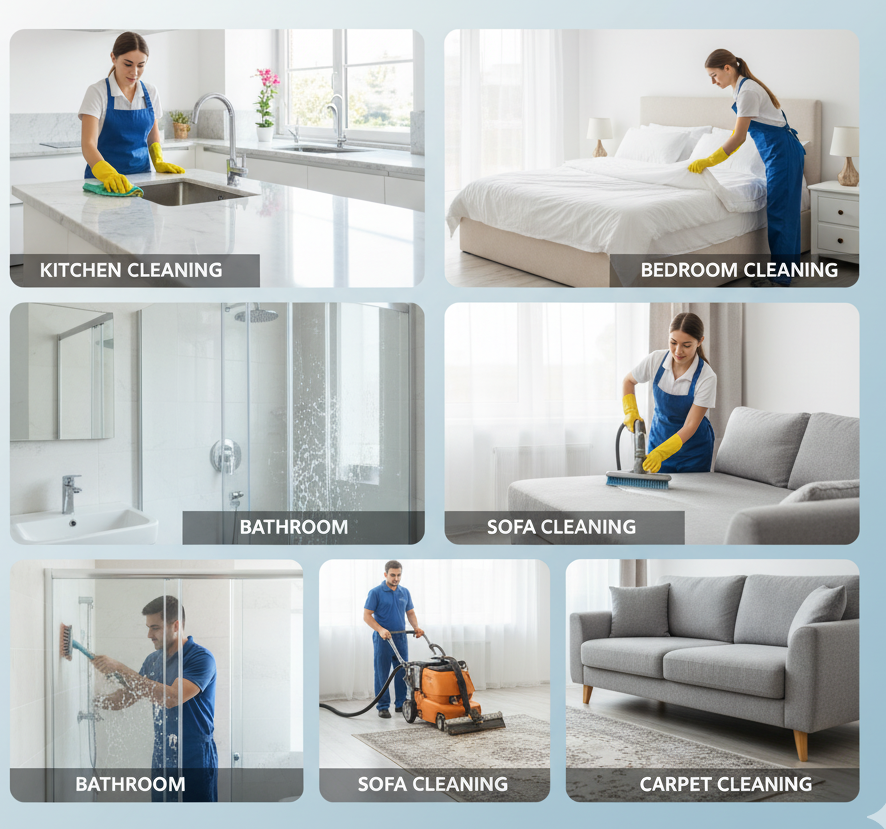 KITCHEN CLEANING
BEDROOM CLEANING
BATHROOM
SOFA CLEANING
BATHROOM
SOFA CLEANING
CARPET CLEANING